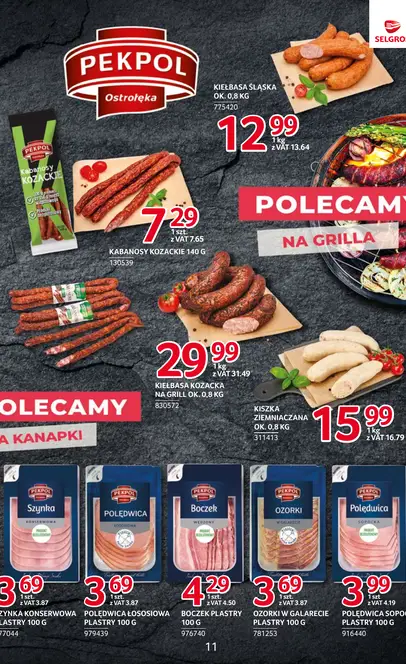 SELGRO
PEKPOL
Ostrołęka
KIEŁBASA ŚLĄSKA
OK. 0,8 KG
775420
12 99
1 kg
z VAT 13.64
PEKPOL
Kabanosy
KOZACKIE
7 29
1 szt.
z VAT 7.65
KABANOSY KOZACKIE 140 G
130539
POLECAMY
NA GRILLA
29 99
1 kg
z VAT 31.49
KIEŁBASA KOZACKA
NA GRILL OK. 0,8 KG
830572
KISZKA
ZIEMNIACZANA
OK. 0,8 KG
311413
15 99
1 kg
z VAT 16.79
OLECAMY
A KANAPKI
PEKPOL
Szynka
KONSERWOWA
PEKPOL
POLĘDWICA
ŁOSOSIOWA
PEKPOL
Boczek
WĘDZONY
PEKPOL
OZORKI
W GALARECIE
PEKPOL
Polędwica
SOPOCKA
3 69
1 szt.
z VAT 3.87
ZYNKA KONSERWOWA
PLASTRY 100 G
77044
3 69
1 szt.
z VAT 3.87
POLĘDWICA ŁOSOSIOWA
PLASTRY 100 G
979439
4 29
1 szt.
z VAT 4.50
BOCZEK PLASTRY
100 G
976740
3 69
1 szt.
z VAT 3.87
OZORKI W GALARECIE
PLASTRY 100 G
781253
3 99
1 szt.
z VAT 4.19
POLĘDWICA SOPO
PLASTRY 100 G
916440
11